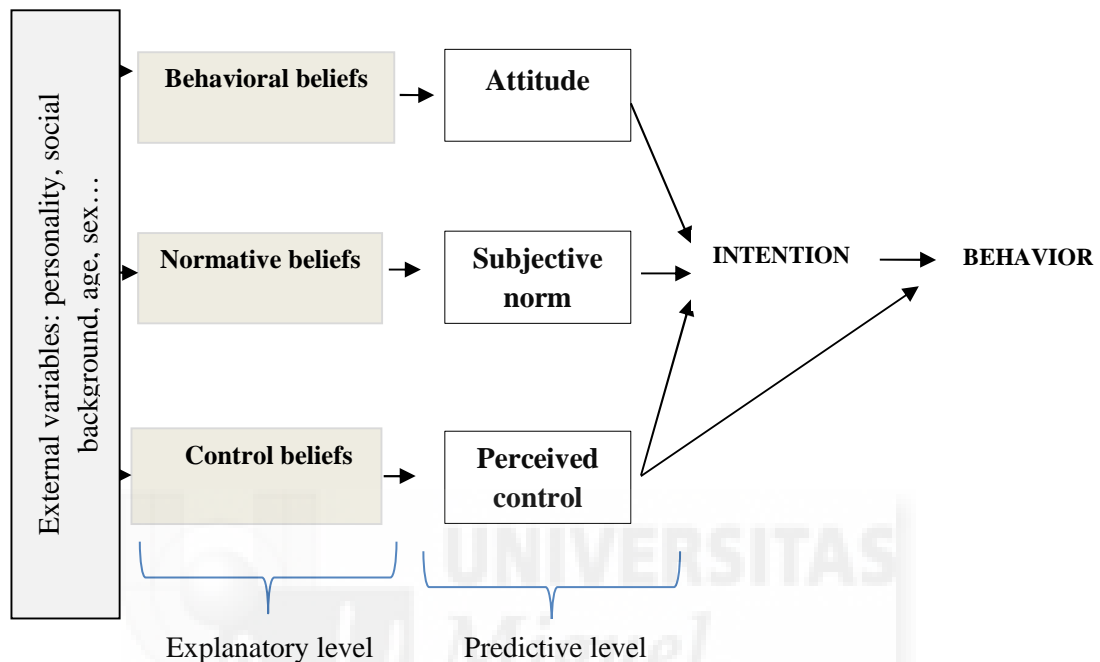 External variables: personality, social
background, age, sex…
Behavioral beliefs
Attitude
Normative beliefs
Subjective
norm
INTENTION
BEHAVIOR
Control beliefs
Perceived
control
UNIVERSITAS
Miguel
Explanatory level
Predictive level